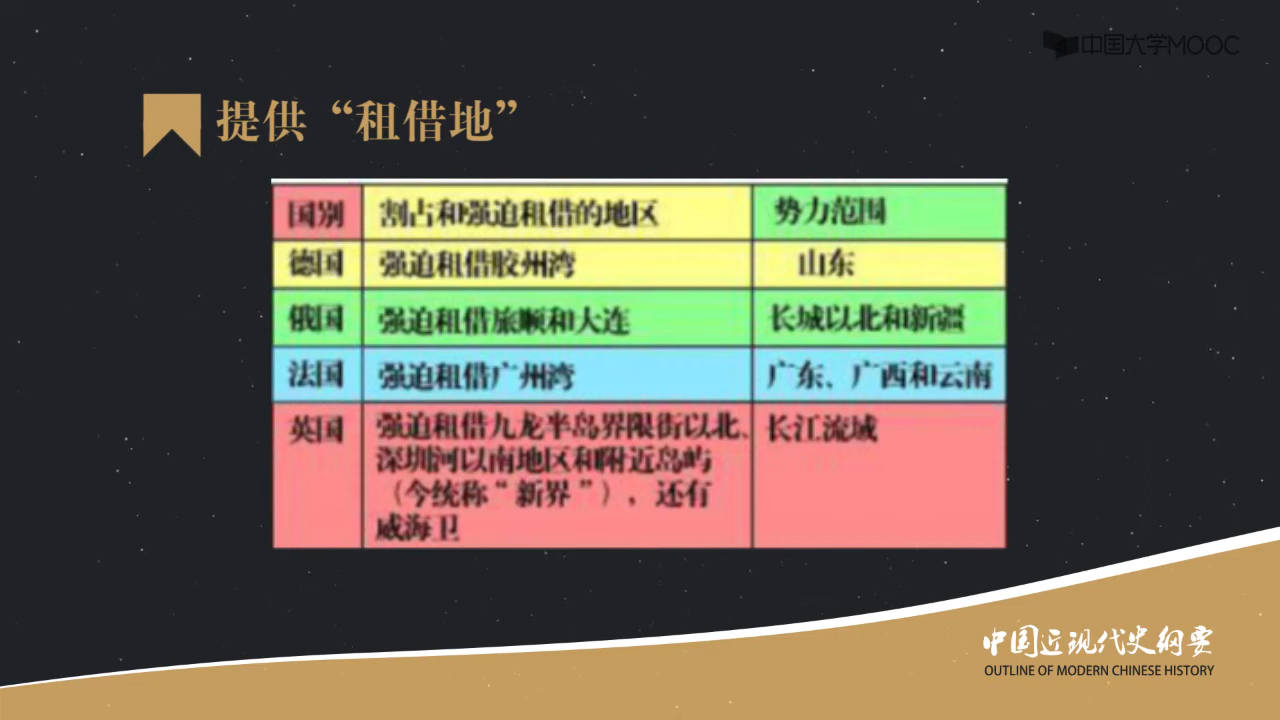 中国大学MOOC
提供“租借地”
国别 割占和强迫租借的地区 势力范围
德国 强迫租借胶州湾 山东
俄国 强迫租借旅顺和大连 长城以北和新疆
法国 强迫租借广州湾 广东、广西和云南
英国 强迫租借九龙半岛界限街以北、 长江流域
深圳河以南地区和附近岛屿
（今统称“新界”），还有
威海卫
中国近现代史纲要
OUTLINE OF MODERN CHINESE HISTORY